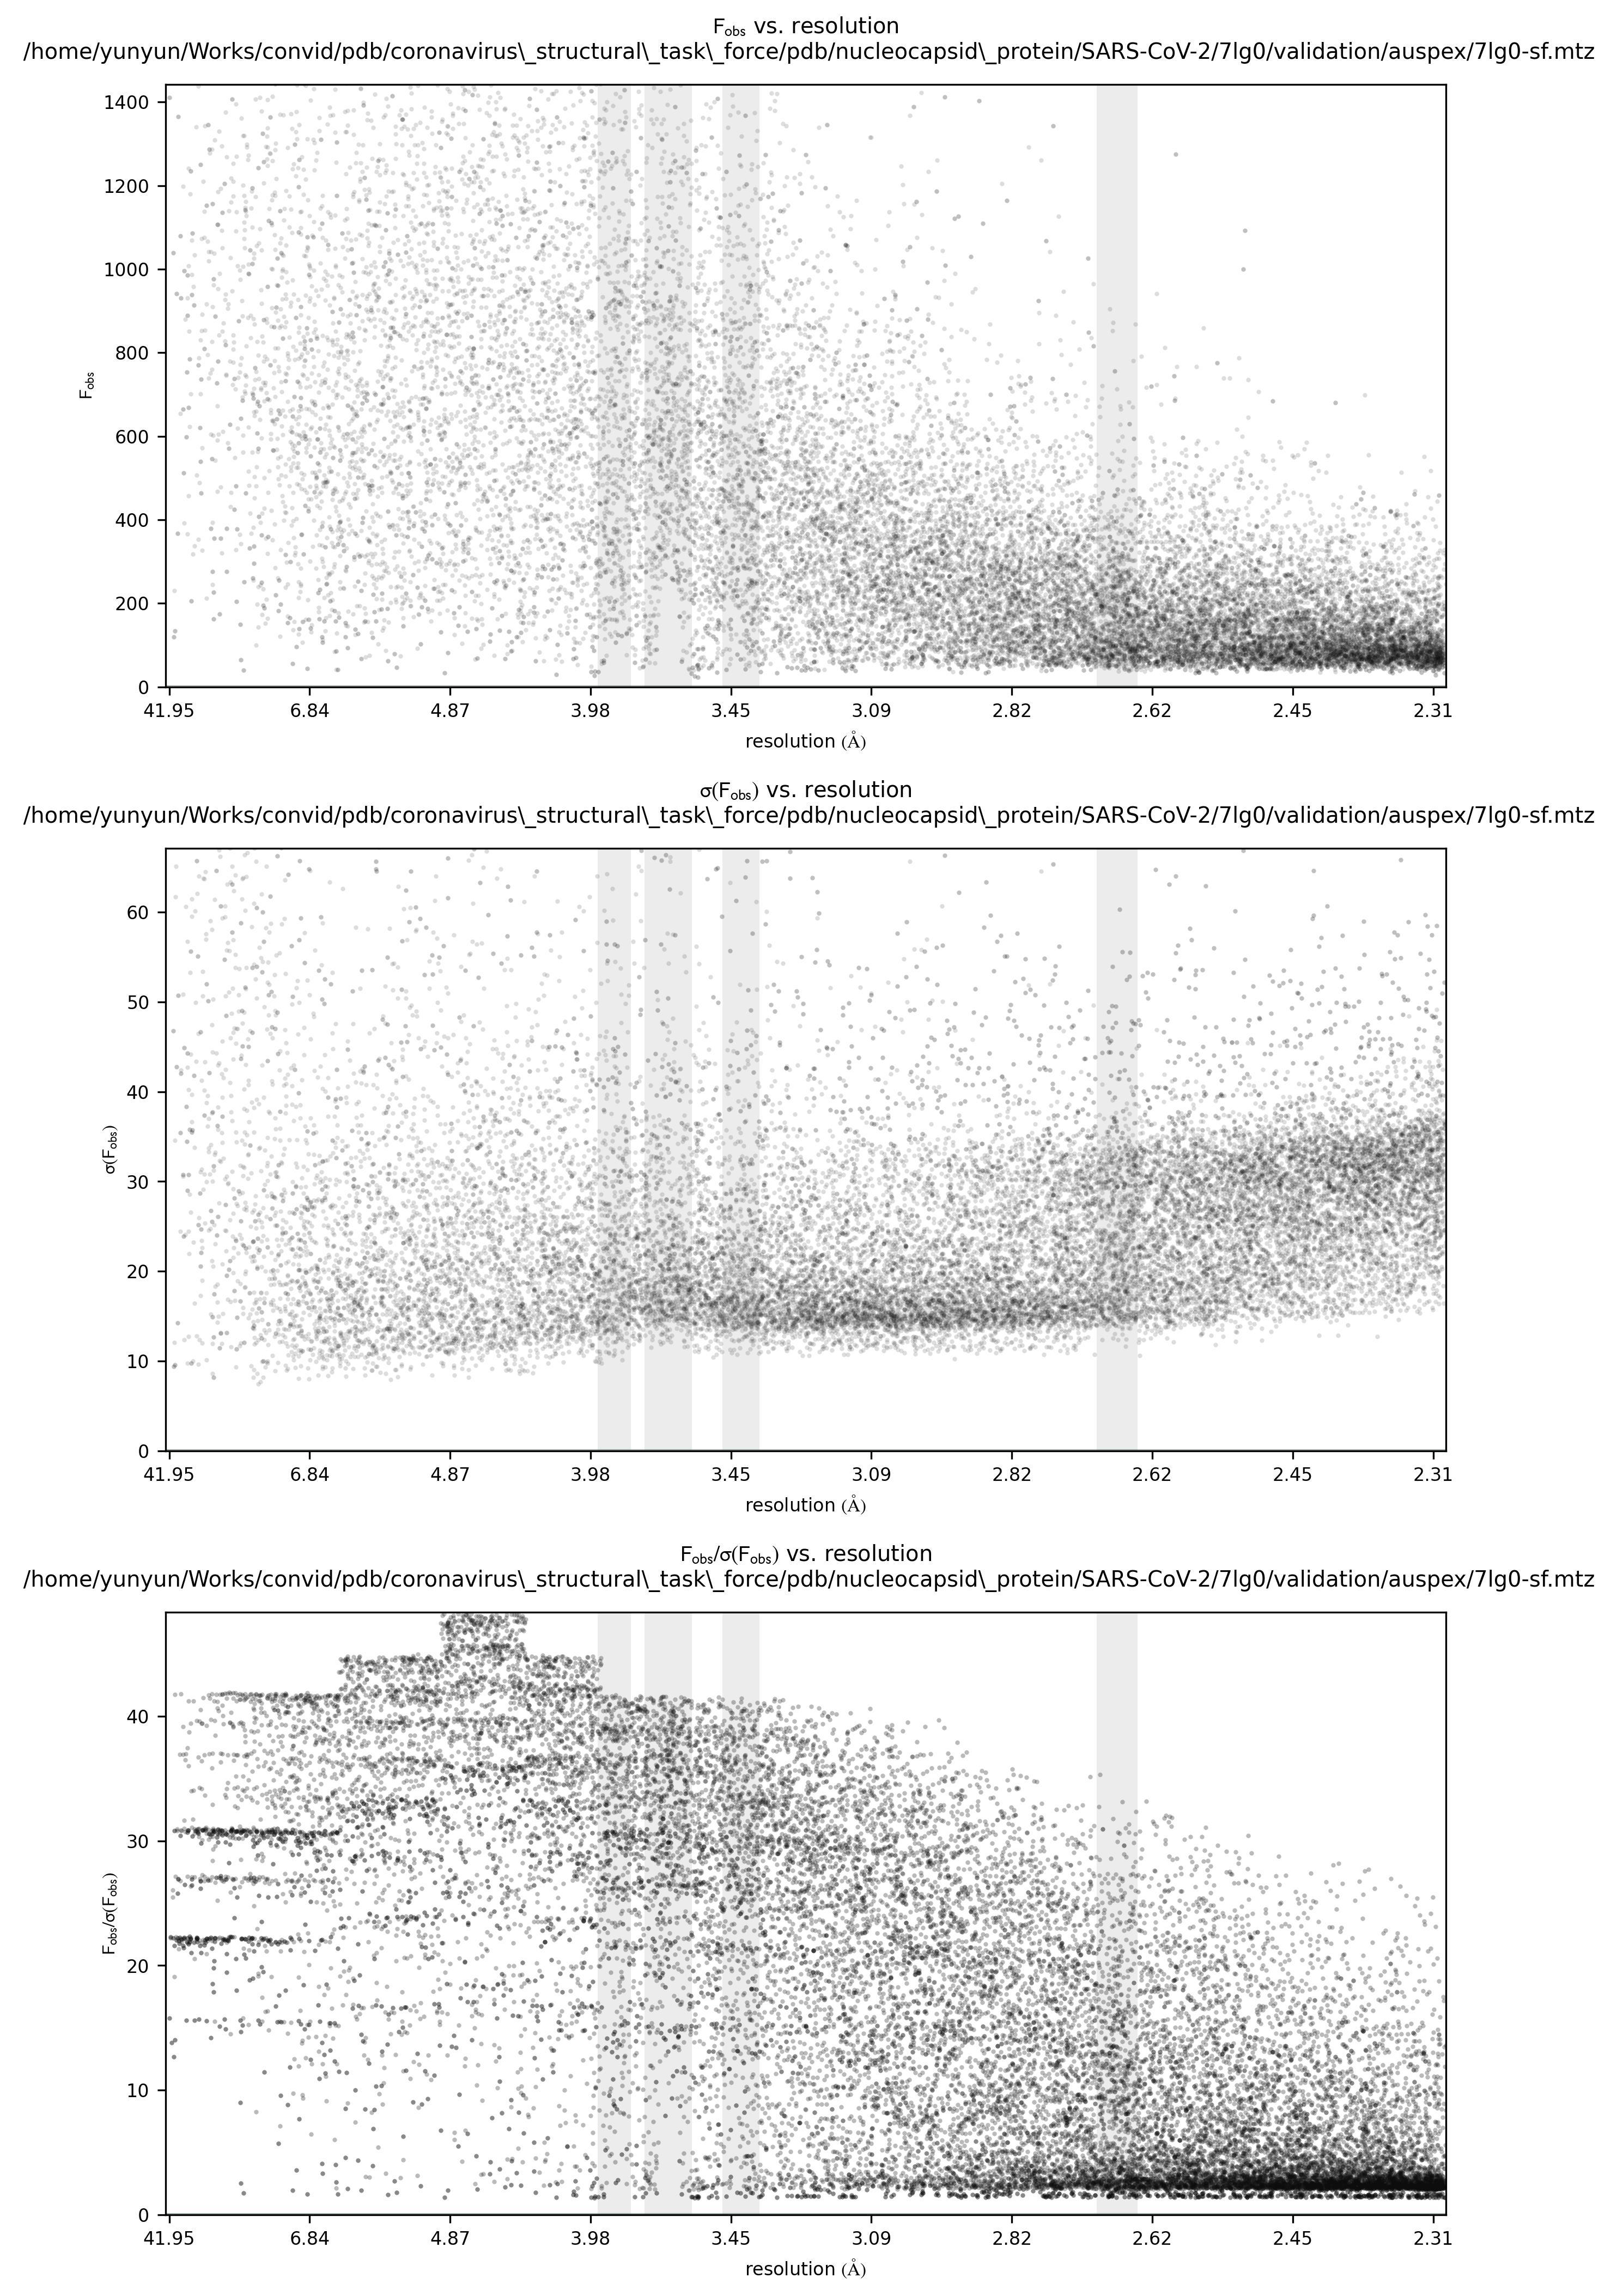 F_obs vs. resolution
/home/yunyun/Works/convid/pdb/coronavirus\_structural\_task\_force/pdb/nucleocapsid\_protein/SARS-CoV-2/7lg0/validation/auspex/7lg0-sf.mtz
1400
1200
1000
800
600
400
200
0
F_obs
41.95 6.84 4.87 3.98 3.45 3.09 2.82 2.62 2.45 2.31
resolution (Å)
σ(F_obs) vs. resolution
/home/yunyun/Works/convid/pdb/coronavirus\_structural\_task\_force/pdb/nucleocapsid\_protein/SARS-CoV-2/7lg0/validation/auspex/7lg0-sf.mtz
60
50
40
30
20
10
0
σ(F_obs)
41.95 6.84 4.87 3.98 3.45 3.09 2.82 2.62 2.45 2.31
resolution (Å)
F_obs/σ(F_obs) vs. resolution
/home/yunyun/Works/convid/pdb/coronavirus\_structural\_task\_force/pdb/nucleocapsid\_protein/SARS-CoV-2/7lg0/validation/auspex/7lg0-sf.mtz
40
30
20
10
0
F_obs/σ(F_obs)
41.95 6.84 4.87 3.98 3.45 3.09 2.82 2.62 2.45 2.31
resolution (Å)